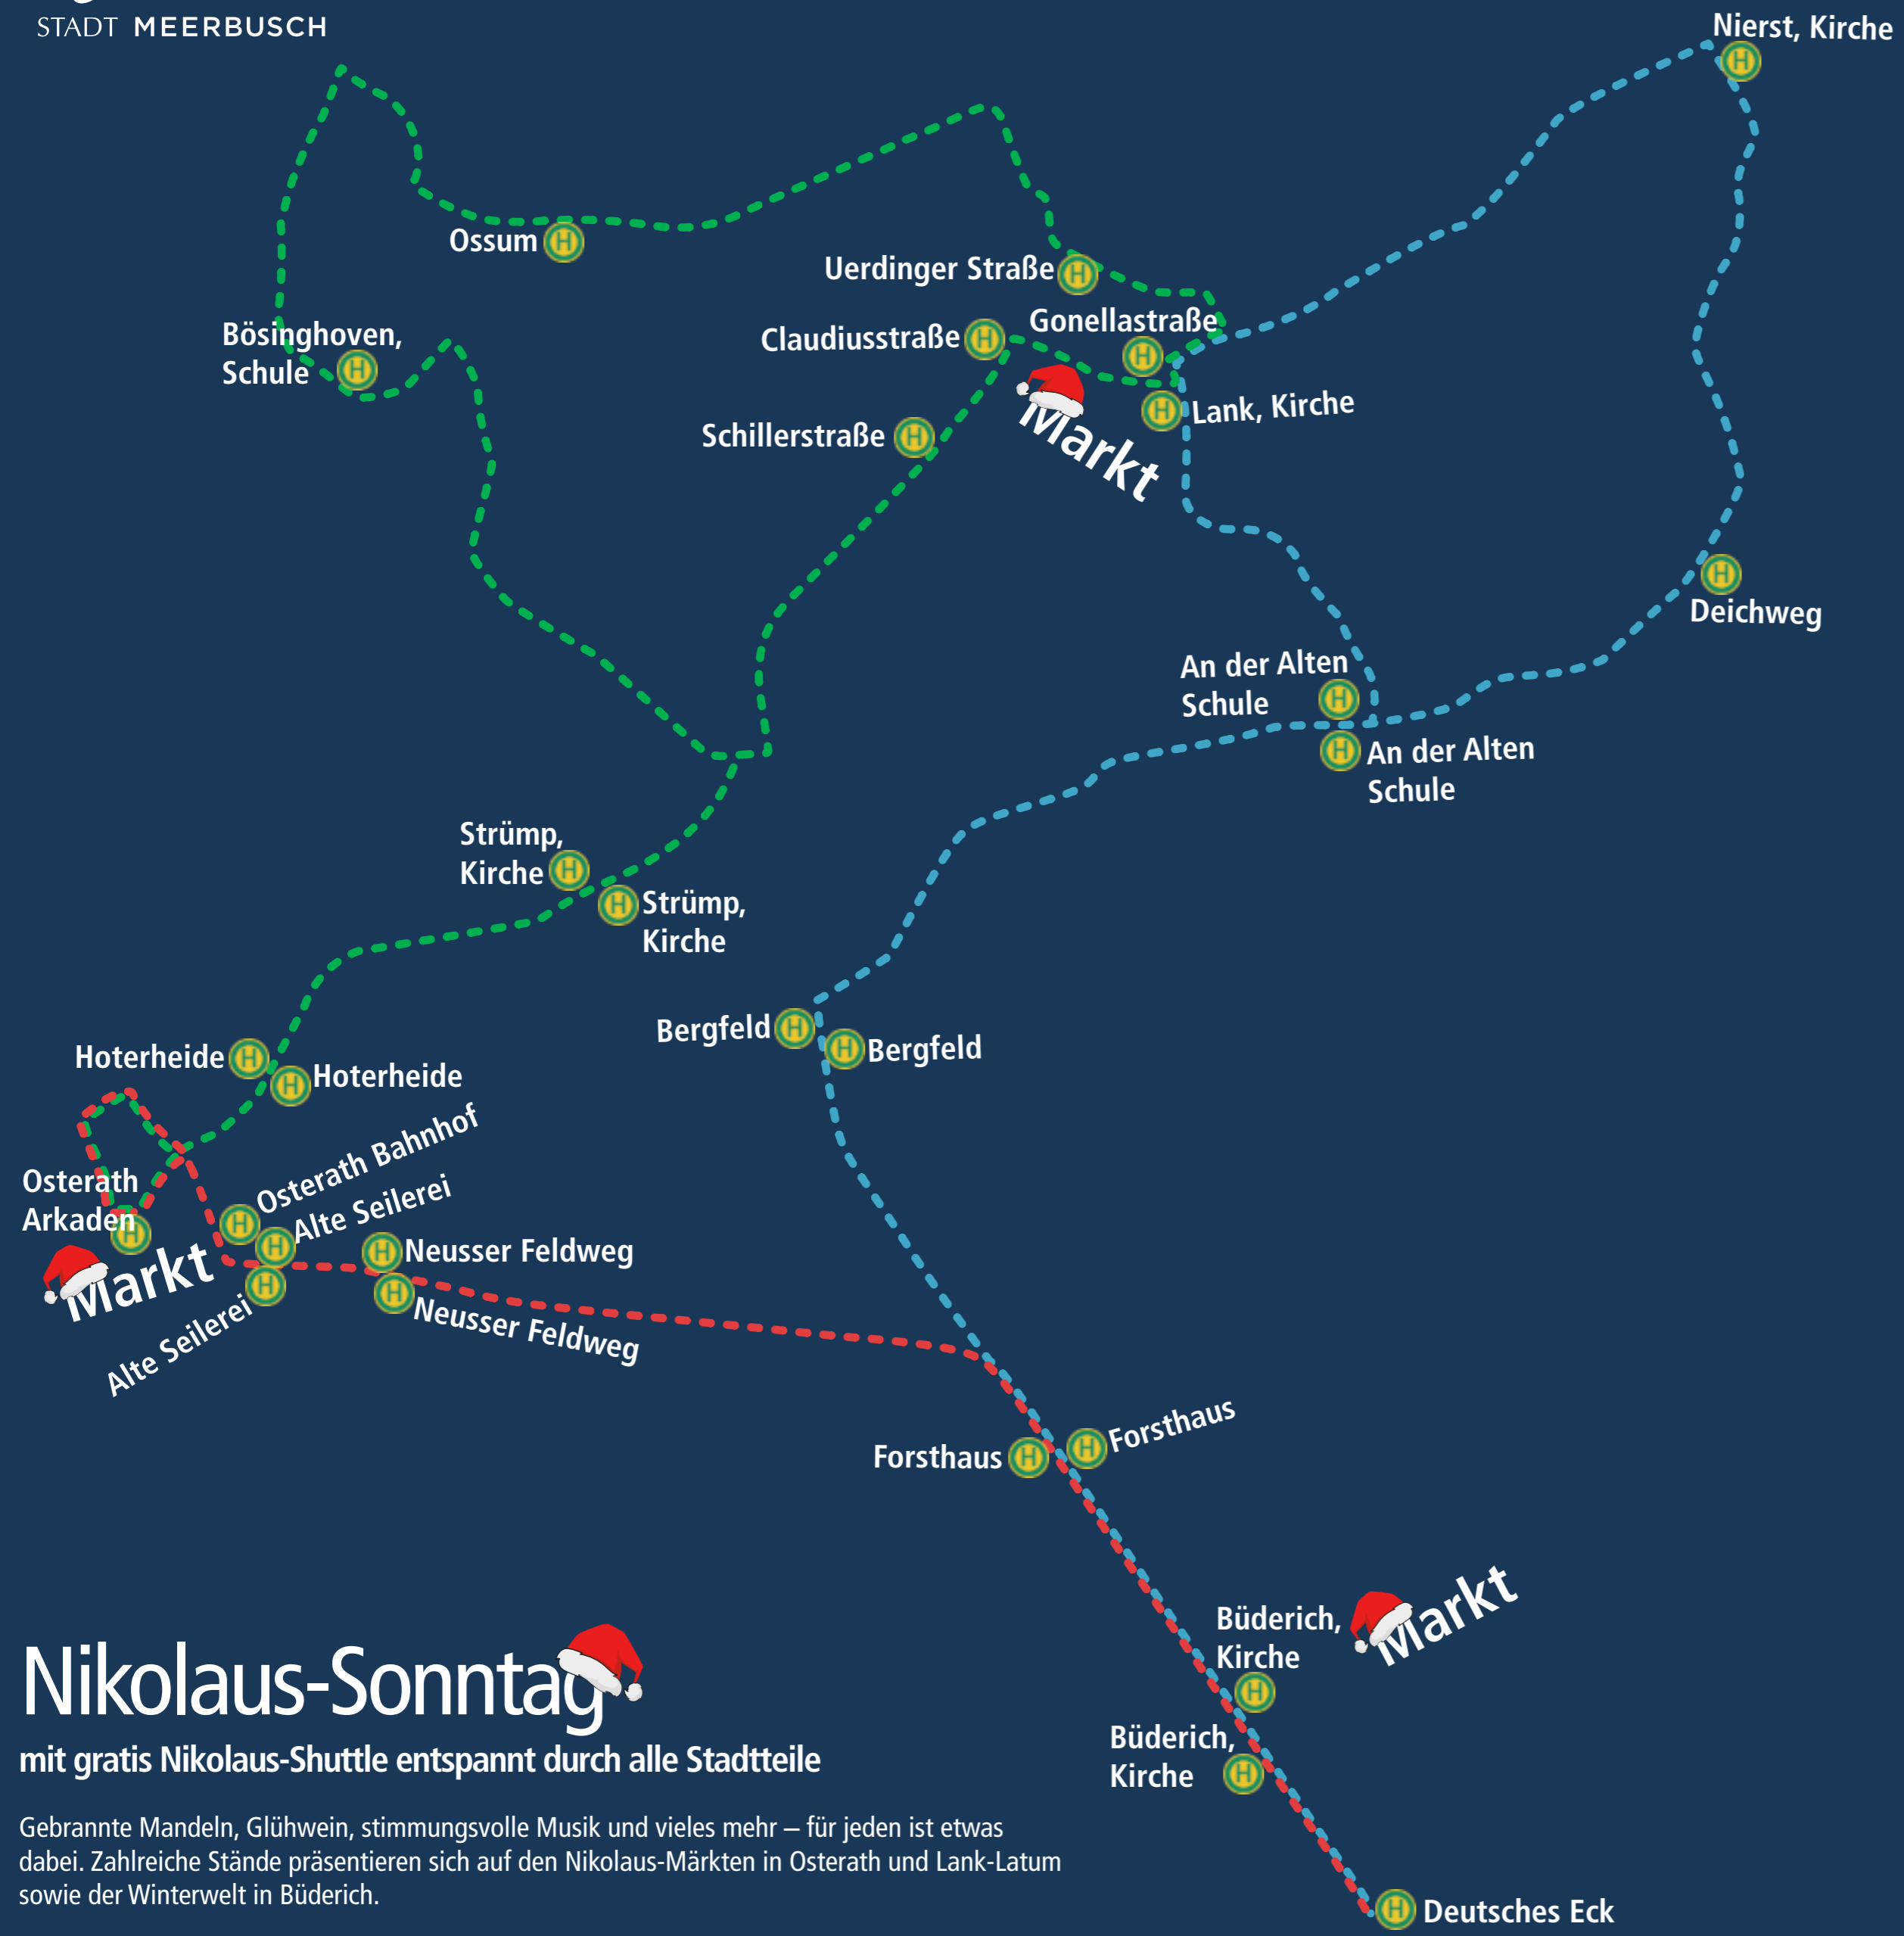 STADT MEERBUSCH
Nierst, Kirche
H
Ossum H
Uerdinger Straße H
Gonellastraße
H
Claudiusstraße H
Bösinghoven,
Schule H
Lank, Kirche
H
Markt
Schillerstraße H
H
Deichweg
An der Alten
Schule H
H An der Alten
Schule
Strümp,
Kirche H
H Strümp,
Kirche
Bergfeld H
H Bergfeld
Hoterheide H
H Hoterheide
Osterath Bahnhof
H
Alte Seilerei
H
Osterath
Arkaden
H
Markt
H Neusser Feldweg
H
Neusser Feldweg
H
Alte Seilerei
Forsthaus H
H Forsthaus
Büderich,
Kirche
H
Markt
Büderich,
Kirche H
Nikolaus-Sonntag
mit gratis Nikolaus-Shuttle entspannt durch alle Stadtteile
Gebrannte Mandeln, Glühwein, stimmungsvolle Musik und vieles mehr – für jeden ist etwas
dabei. Zahlreiche Stände präsentieren sich auf den Nikolaus-Märkten in Osterath und Lank-Latum
sowie der Winterwelt in Büderich.
H Deutsches Eck